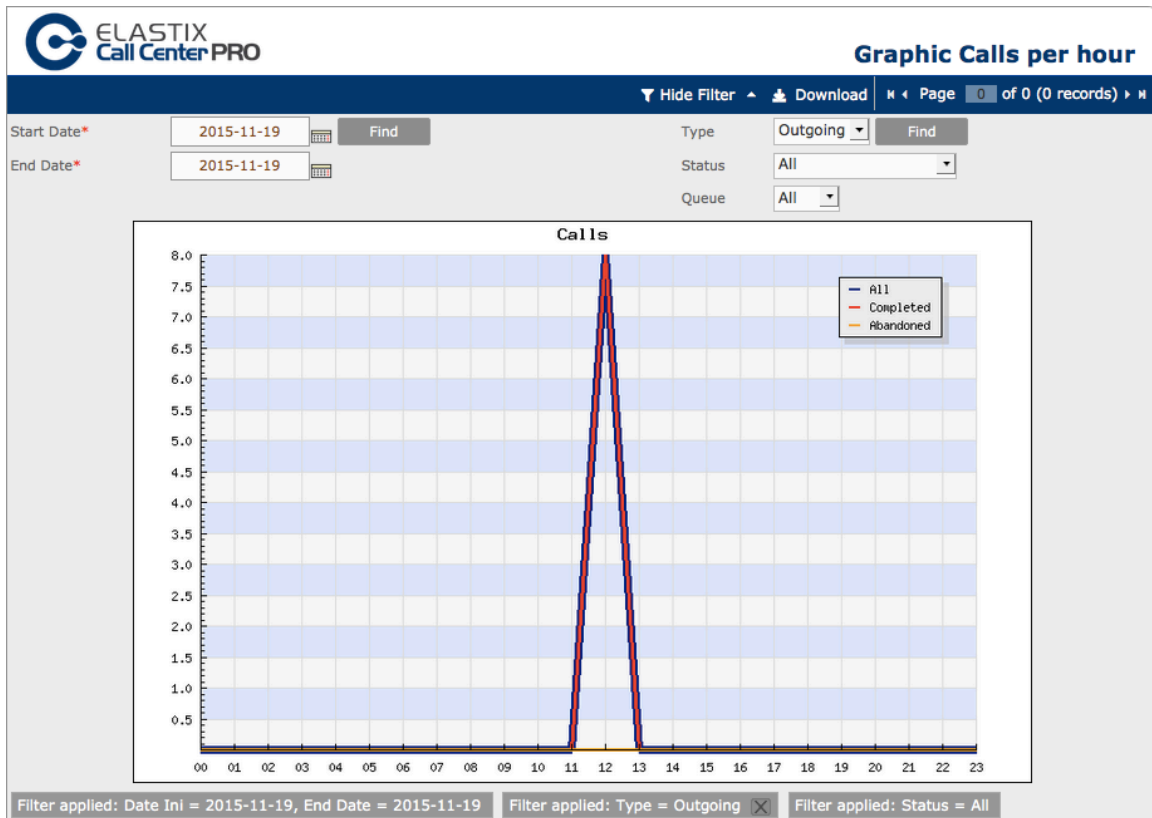 ELASTIX
Call Center PRO
Graphic Calls per hour
Hide Filter Download Page 0 of 0 (0 records)
Start Date* 2015-11-19 Find Type Outgoing Find
End Date* 2015-11-19 Status All
Queue All
Calls
8.0
7.5
7.0
6.5
6.0
5.5
5.0
4.5
4.0
3.5
3.0
2.5
2.0
1.5
1.0
0.5
All
Completed
Abandoned
00 01 02 03 04 05 06 07 08 09 10 11 12 13 14 15 16 17 18 19 20 21 22 23
Filter applied: Date Ini = 2015-11-19, End Date = 2015-11-19 Filter applied: Type = Outgoing X Filter applied: Status = All